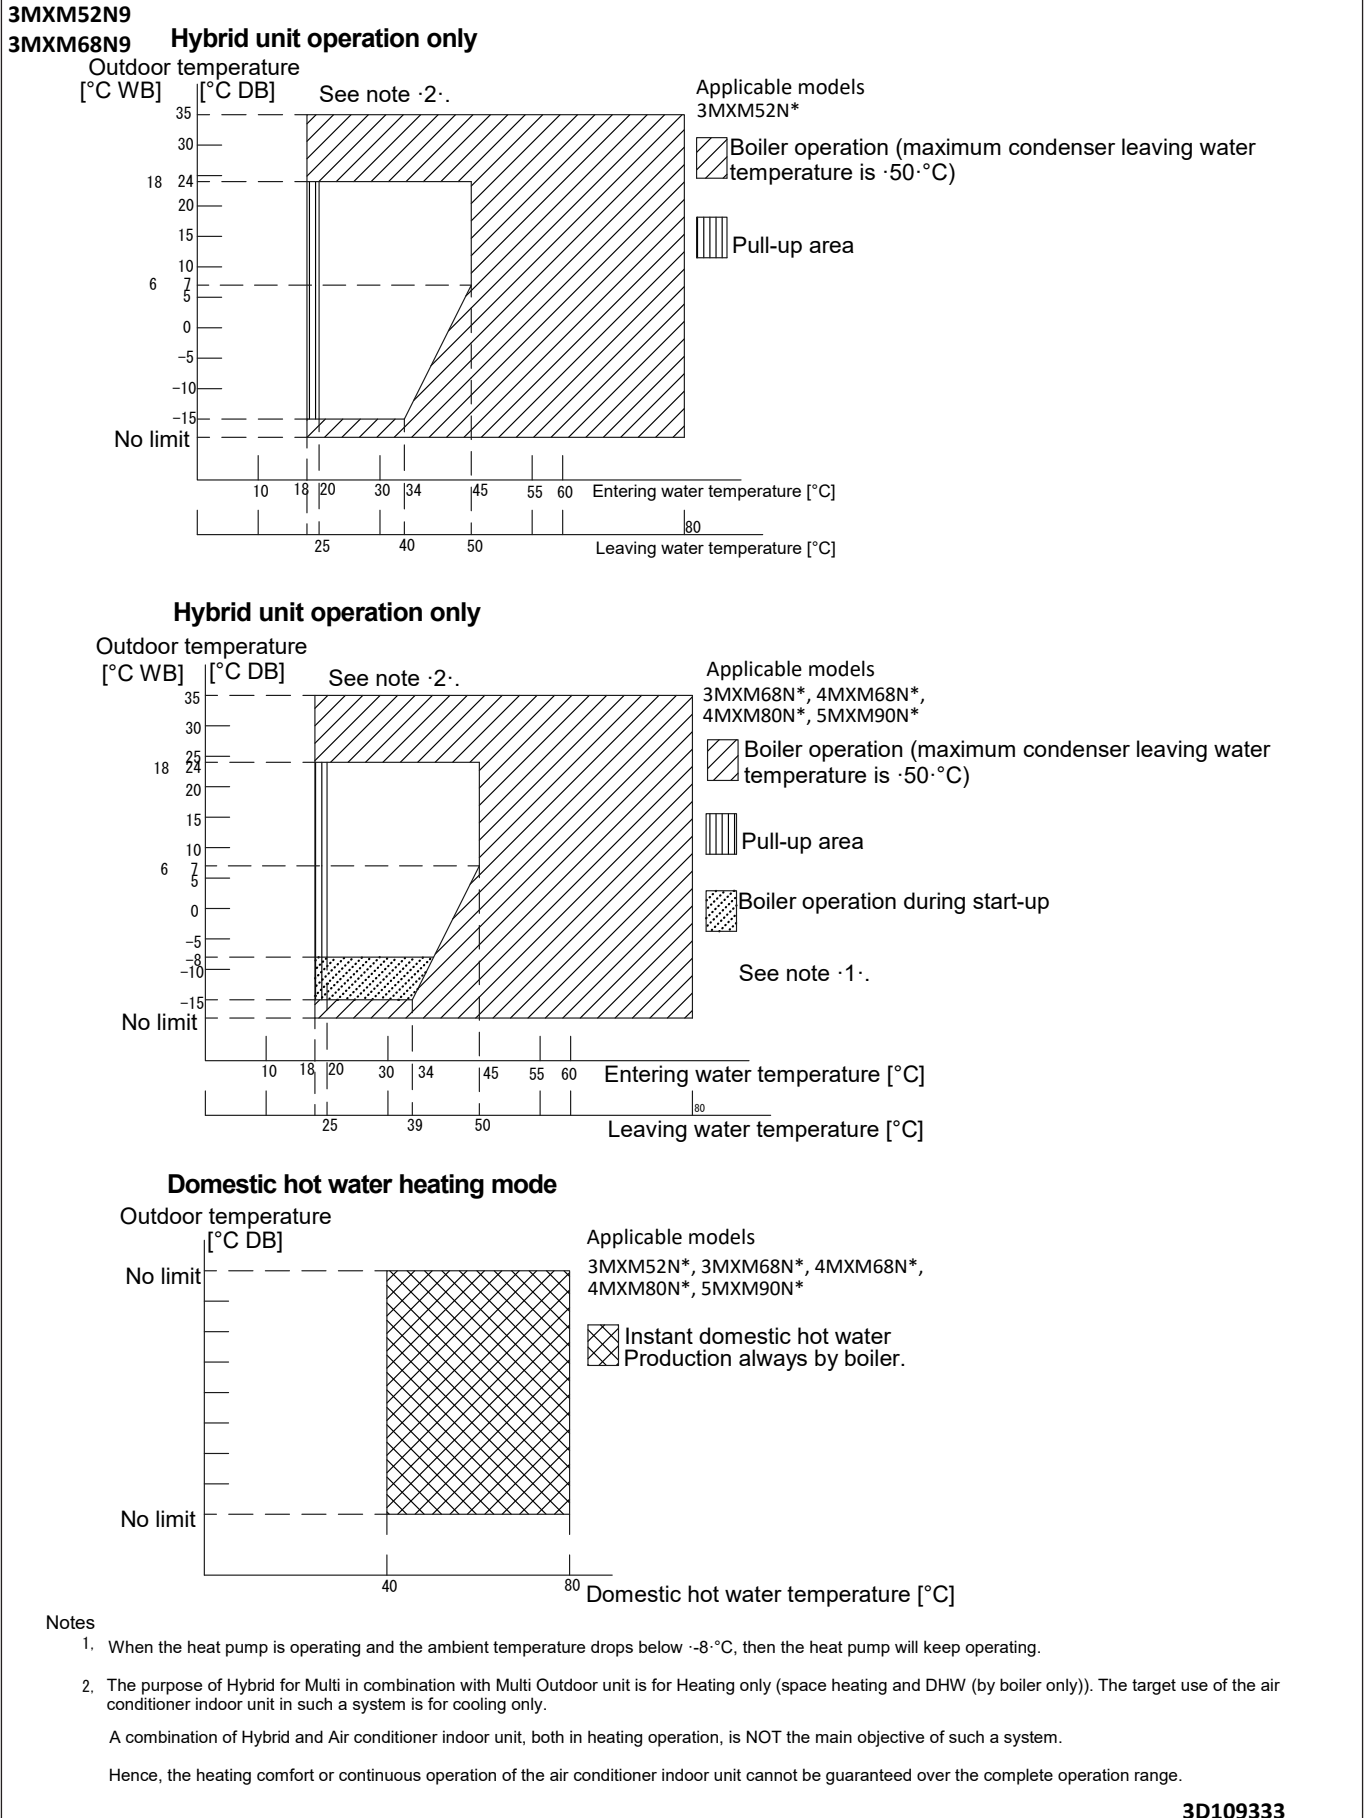 3MXM52N9
3MXM68N9
Hybrid unit operation only
Outdoor temperature
[°C WB] [°C DB]
See note ·2·.
35
30
18 24
20
15
10
6 7
5
0
−5
−10
−15
No limit
10 18 20 30 34 45 55 60 Entering water temperature [°C]
80
25 40 50 Leaving water temperature [°C]
Applicable models
3MXM52N*
Boiler operation (maximum condenser leaving water
temperature is ·50·°C)
Pull-up area
Hybrid unit operation only
Outdoor temperature
[°C WB] [°C DB]
See note ·2·.
35
30
25
18 24
20
15
10
6 7
5
0
−5
−8
−10
−15
No limit
10 18 20 30 34 45 55 60 Entering water temperature [°C]
80
25 39 50 Leaving water temperature [°C]
Applicable models
3MXM68N*, 4MXM68N*,
4MXM80N*, 5MXM90N*
Boiler operation (maximum condenser leaving water
temperature is ·50·°C)
Pull-up area
Boiler operation during start-up
See note ·1·.
Domestic hot water heating mode
Outdoor temperature
[°C DB]
No limit
No limit
40 80 Domestic hot water temperature [°C]
Applicable models
3MXM52N*, 3MXM68N*, 4MXM68N*,
4MXM80N*, 5MXM90N*
Instant domestic hot water
Production always by boiler.
Notes
1, When the heat pump is operating and the ambient temperature drops below ·-8·°C, then the heat pump will keep operating.
2, The purpose of Hybrid for Multi in combination with Multi Outdoor unit is for Heating only (space heating and DHW (by boiler only)). The target use of the air
conditioner indoor unit in such a system is for cooling only.
A combination of Hybrid and Air conditioner indoor unit, both in heating operation, is NOT the main objective of such a system.
Hence, the heating comfort or continuous operation of the air conditioner indoor unit cannot be guaranteed over the complete operation range.
3D109333